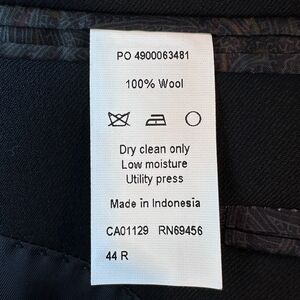 PO 4900063481
100% Wool
Dry clean only
Low moisture
Utility press
Made in Indonesia
CA01129 RN69456
44 R